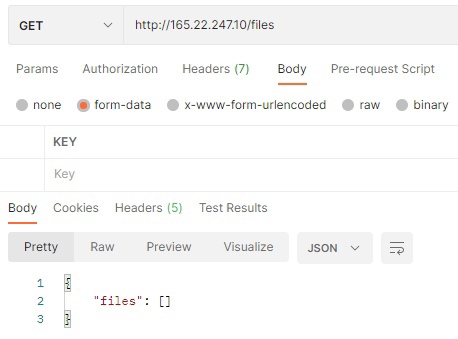 GET http://165.22.247.10/files
Params Authorization Headers (7) Body Pre-request Script
none form-data x-www-form-urlencoded raw binary
KEY
Key
Body Cookies Headers (5) Test Results
Pretty Raw Preview Visualize JSON
1 {
2 "files": []
3 }